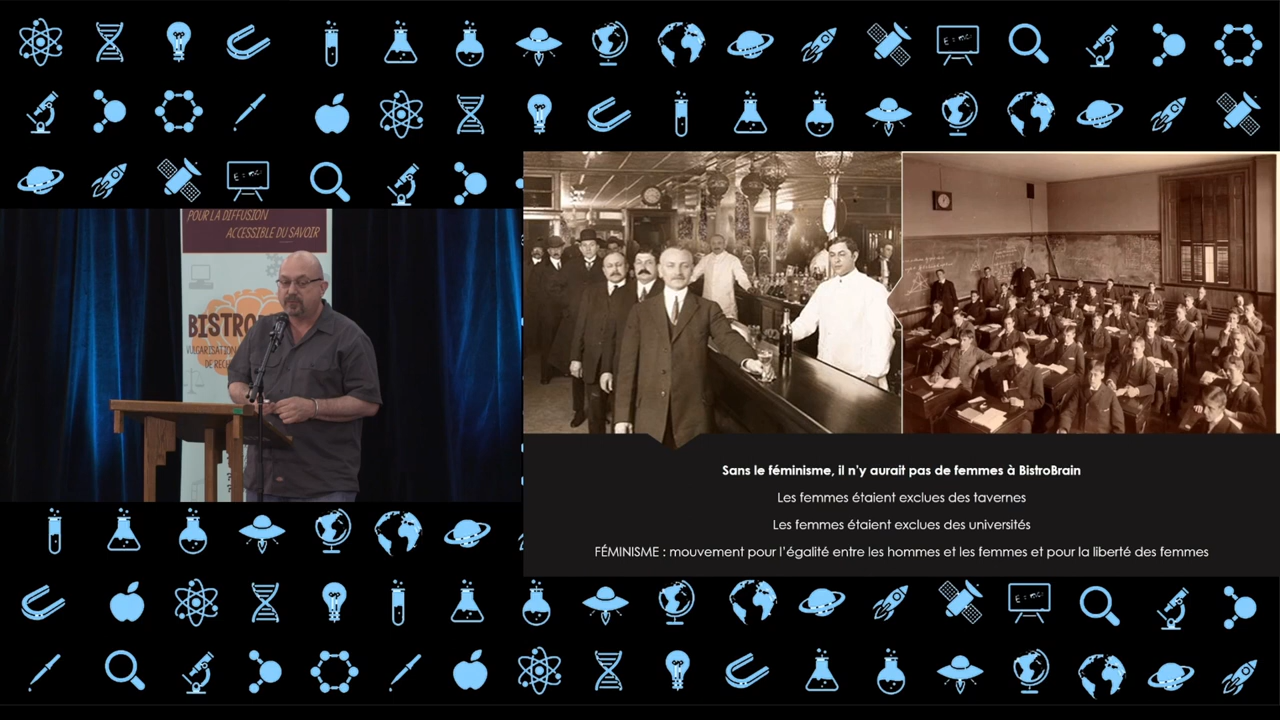 POUR LA DIFFUSION
ACCESSIBLE DU SAVOIR
BISTRO
VULGARISATION
DE
Sans le féminisme, il n'y aurait pas de femmes à BistroBrain
Les femmes étaient exclues des tavernes
Les femmes étaient exclues des universités
FÉMINISME : mouvement pour l'égalité entre les hommes et les femmes et pour la liberté des femmes